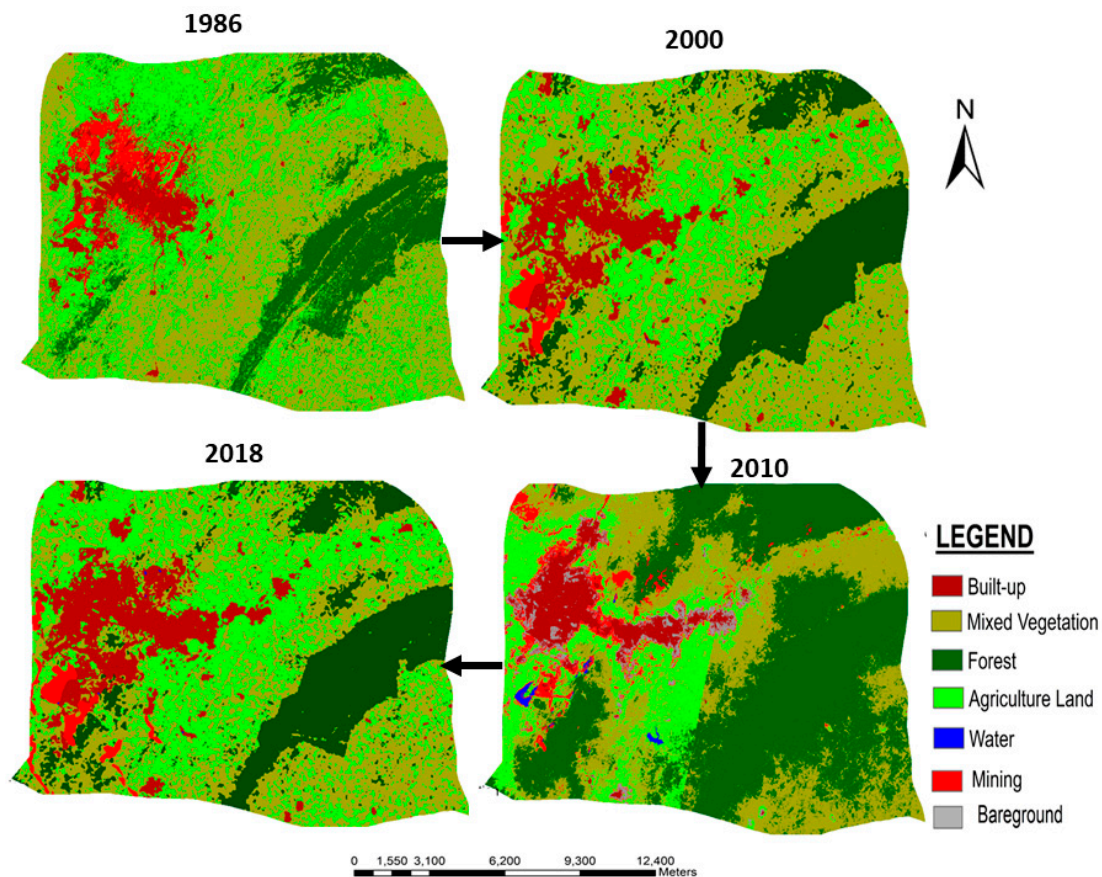 1986
2000
N
2018
2010
LEGEND
Built-up
Mixed Vegetation
Forest
Agriculture Land
Water
Mining
Bareground
0 1,550 3,100 6,200 9,300 12,400
Meters